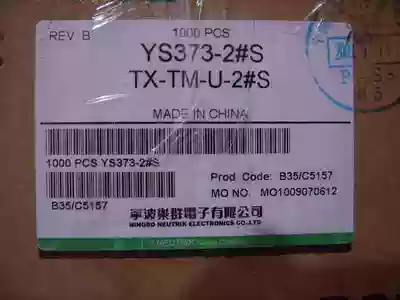 REV B
1000 PCS
YS373-2#S
TX-TM-U-2#S
MADE IN CHINA
1000 PCS YS373-2#S
Prod Code: B35/C5157
MO NO. MO1009070612
B35/C5157
寧波樂群電子有限公司
NINGBO NEUTRIK ELECTRONICS CO.,LTD